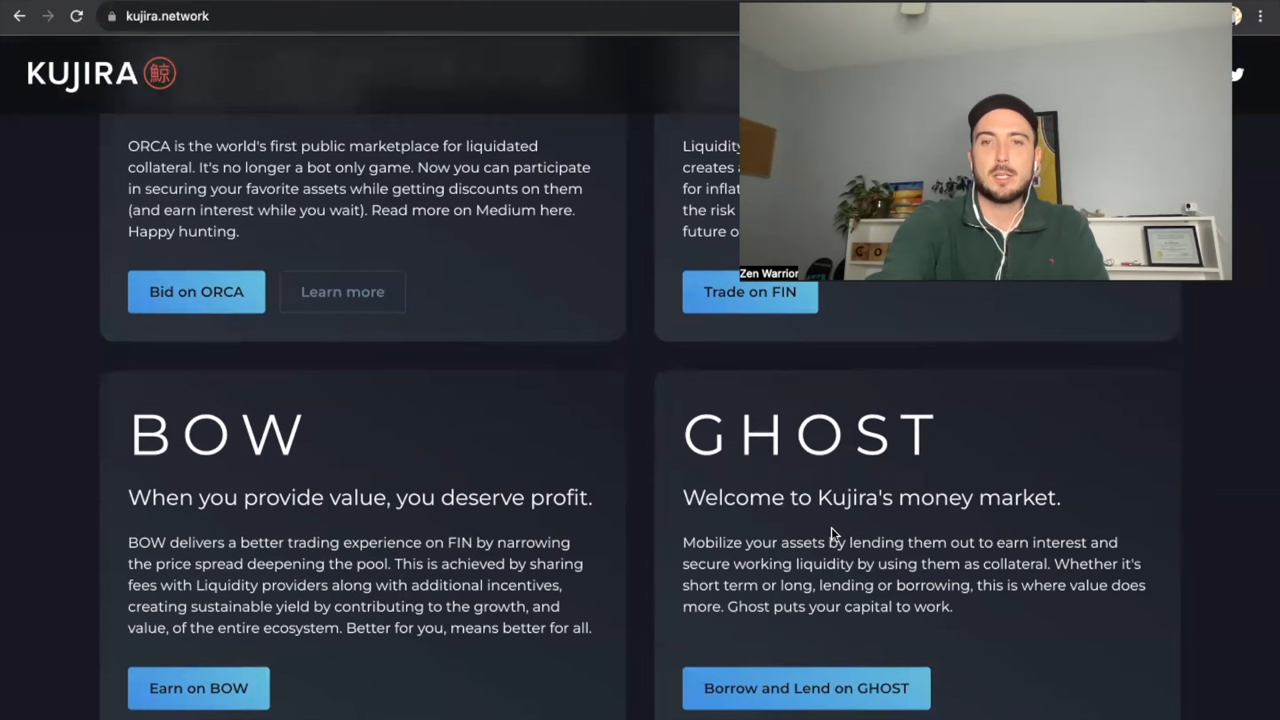 kujira.network
KUJIRA 鯨
ORCA is the world's first public marketplace for liquidated
collateral. It's no longer a bot only game. Now you can participate
in securing your favorite assets while getting discounts on them
(and earn interest while you wait). Read more on Medium here.
Happy hunting.
Bid on ORCA
Learn more
Liquidity
creates
for inflat
the risk
future o
Trade on FIN
Zen Warrior
BOW
When you provide value, you deserve profit.
BOW delivers a better trading experience on FIN by narrowing
the price spread deepening the pool. This is achieved by sharing
fees with Liquidity providers along with additional incentives,
creating sustainable yield by contributing to the growth, and
value, of the entire ecosystem. Better for you, means better for all.
Earn on BOW
GHOST
Welcome to Kujira's money market.
Mobilize your assets by lending them out to earn interest and
secure working liquidity by using them as collateral. Whether it's
short term or long, lending or borrowing, this is where value does
more. Ghost puts your capital to work.
Borrow and Lend on GHOST